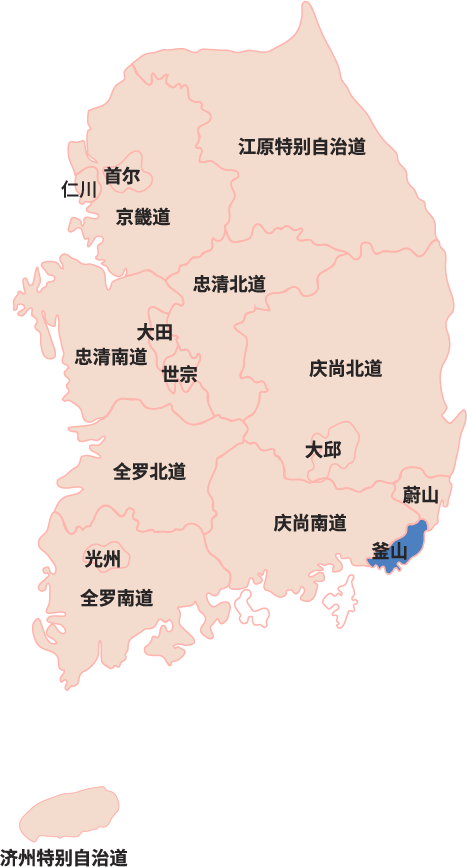 江原特别自治道
首尔
仁川
京畿道
忠清北道
大田
忠清南道
世宗
庆尚北道
大邱
全罗北道
蔚山
庆尚南道
釜山
光州
全罗南道
济州特别自治道